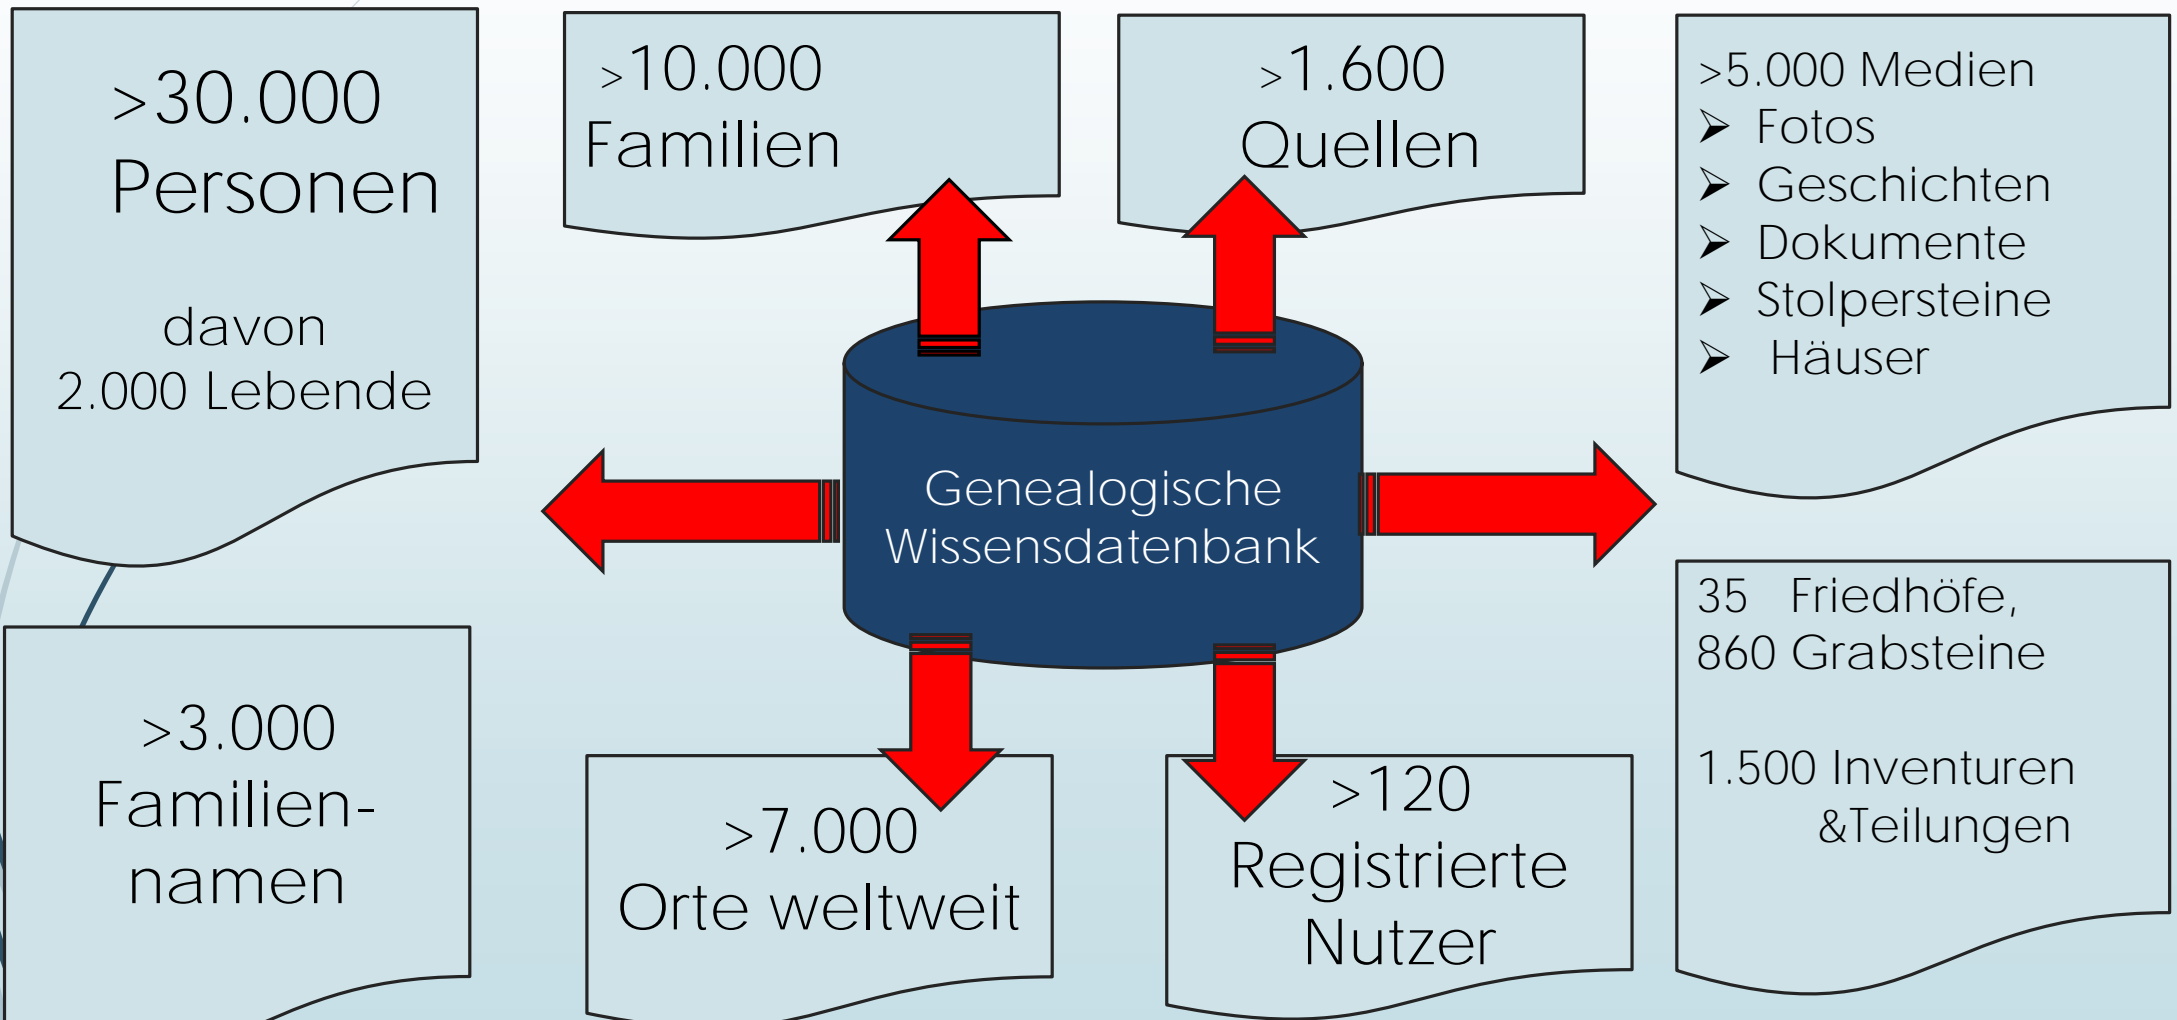 >30.000
Personen
davon
2.000 Lebende
>10.000
Familien
>1.600
Quellen
>5.000 Medien
➢ Fotos
➢ Geschichten
➢ Dokumente
➢ Stolpersteine
➢ Häuser
Genealogische
Wissensdatenbank
>3.000
Familien-
namen
>7.000
Orte weltweit
>120
Registrierte
Nutzer
35 Friedhöfe,
860 Grabsteine
1.500 Inventuren
&Teilungen